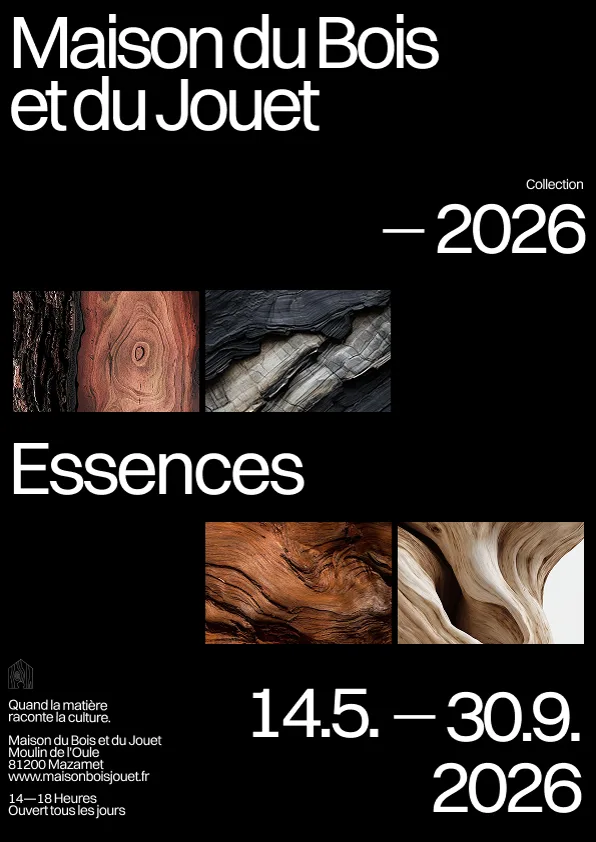 Maison du Bois
et du Jouet
Collection
— 2026
Essences
14.5. — 30.9.
2026
Quand la matière
raconte la culture.
Maison du Bois et du Jouet
Moulin de l'Oule
81200 Mazamet
www.maisonboisjouet.fr
14—18 Heures
Ouvert tous les jours